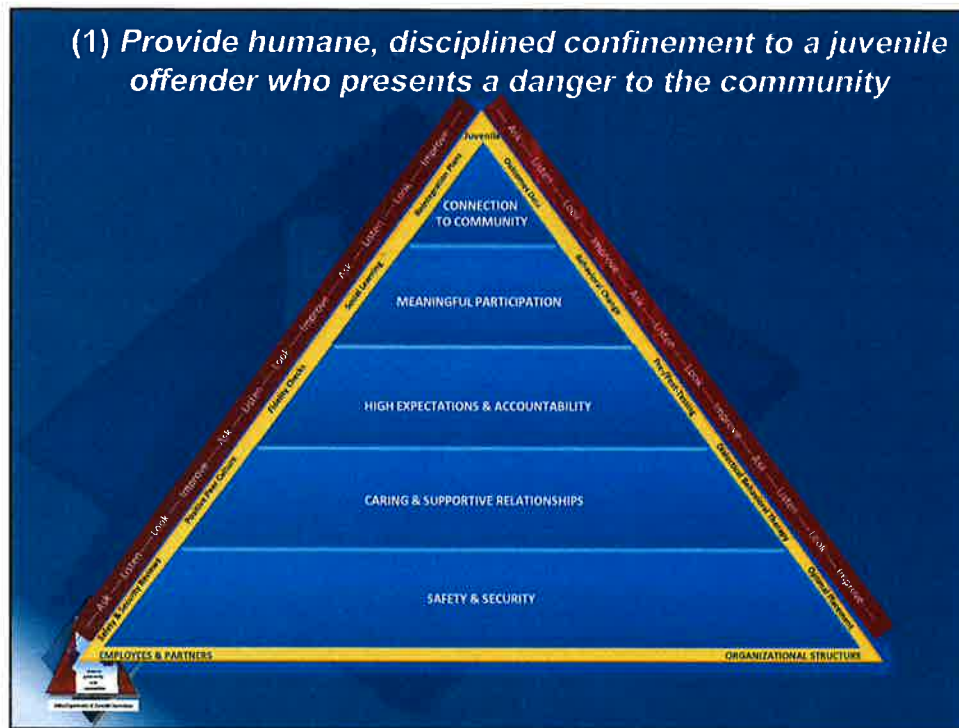 (1) Provide humane, disciplined confinement to a juvenile
offender who presents a danger to the community
Juvenile
CONNECTION
TO COMMUNITY
MEANINGFUL PARTICIPATION
HIGH EXPECTATIONS & ACCOUNTABILITY
CARING & SUPPORTIVE RELATIONSHIPS
SAFETY & SECURITY
EMPLOYEES & PARTNERS
ORGANIZATIONAL STRUCTURE
Safety & Security Reviews
Positive Peer Culture
Fidelity Checks
Social Learning
Reintegration Plans
Outcomes Data
Behavioral Change
Pre/Post-Testing
Dialectical Behavioral Therapy
Optimal Placement
Ask — Listen — Look — Improve — Ask — Listen — Look — Improve — Ask — Listen — Look — Improve
Ask — Listen — Look — Improve — Ask — Listen — Look — Improve — Ask — Listen — Look — Improve